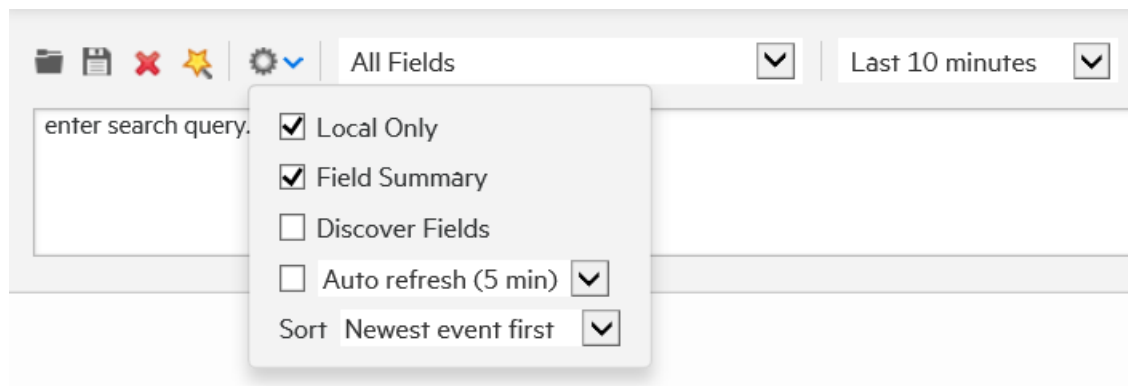 All Fields
Last 10 minutes
enter search query.
Local Only
Field Summary
Discover Fields
Auto refresh (5 min)
Sort Newest event first